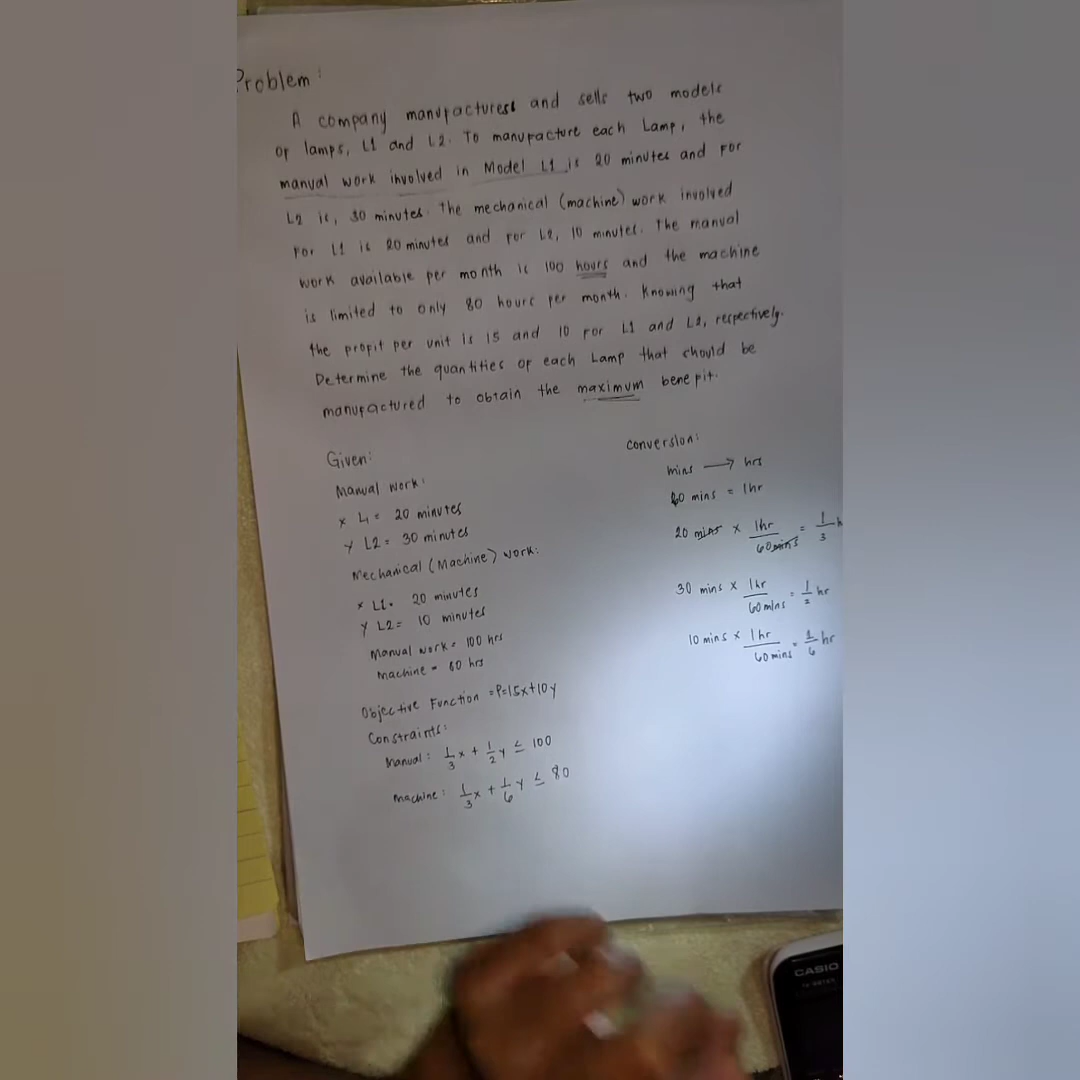 Problem:
A company manufactures and sells two models
of lamps, L1 and L2. To manufacture each Lamp, the
manual work involved in Model L1 is 20 minutes and for
L2 is, 30 minutes. The mechanical (machine) work involved
For L1 is 20 minutes and for L2, 10 minutes. The manual
work available per month is 100 hours and the machine
is limited to only 80 hours per month. Knowing that
the profit per unit is 15 and 10 for L1 and L2, respectively.
Determine the quantities of each Lamp that should be
manufactured to obtain the maximum benefit.
Given:
Manual work:
x L1 = 20 minutes
y L2 = 30 minutes
Mechanical (Machine) work:
x L1 = 20 minutes
y L2 = 10 minutes
Manual work = 100 hrs
machine = 80 hrs
Objective Function = P=15x+10y
Constraints:
Manual: 1/3 x + 1/2 y ≤ 100
machine: 1/3 x + 1/6 y ≤ 80
conversion:
mins → hrs
60 mins = 1hr
20 mins x 1hr/60mins = 1/3 h
30 mins x 1hr/60mins = 1/2 hr
10 mins x 1hr/60mins = 1/6 hr
CASIO